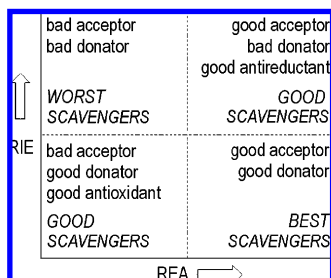 bad acceptor
bad donator
WORST
SCAVENGERS
good acceptor
bad donator
good antireductant
GOOD
SCAVENGERS
RIE
bad acceptor
good donator
good antioxidant
GOOD
SCAVENGERS
good acceptor
good donator
BEST
SCAVENGERS
REA